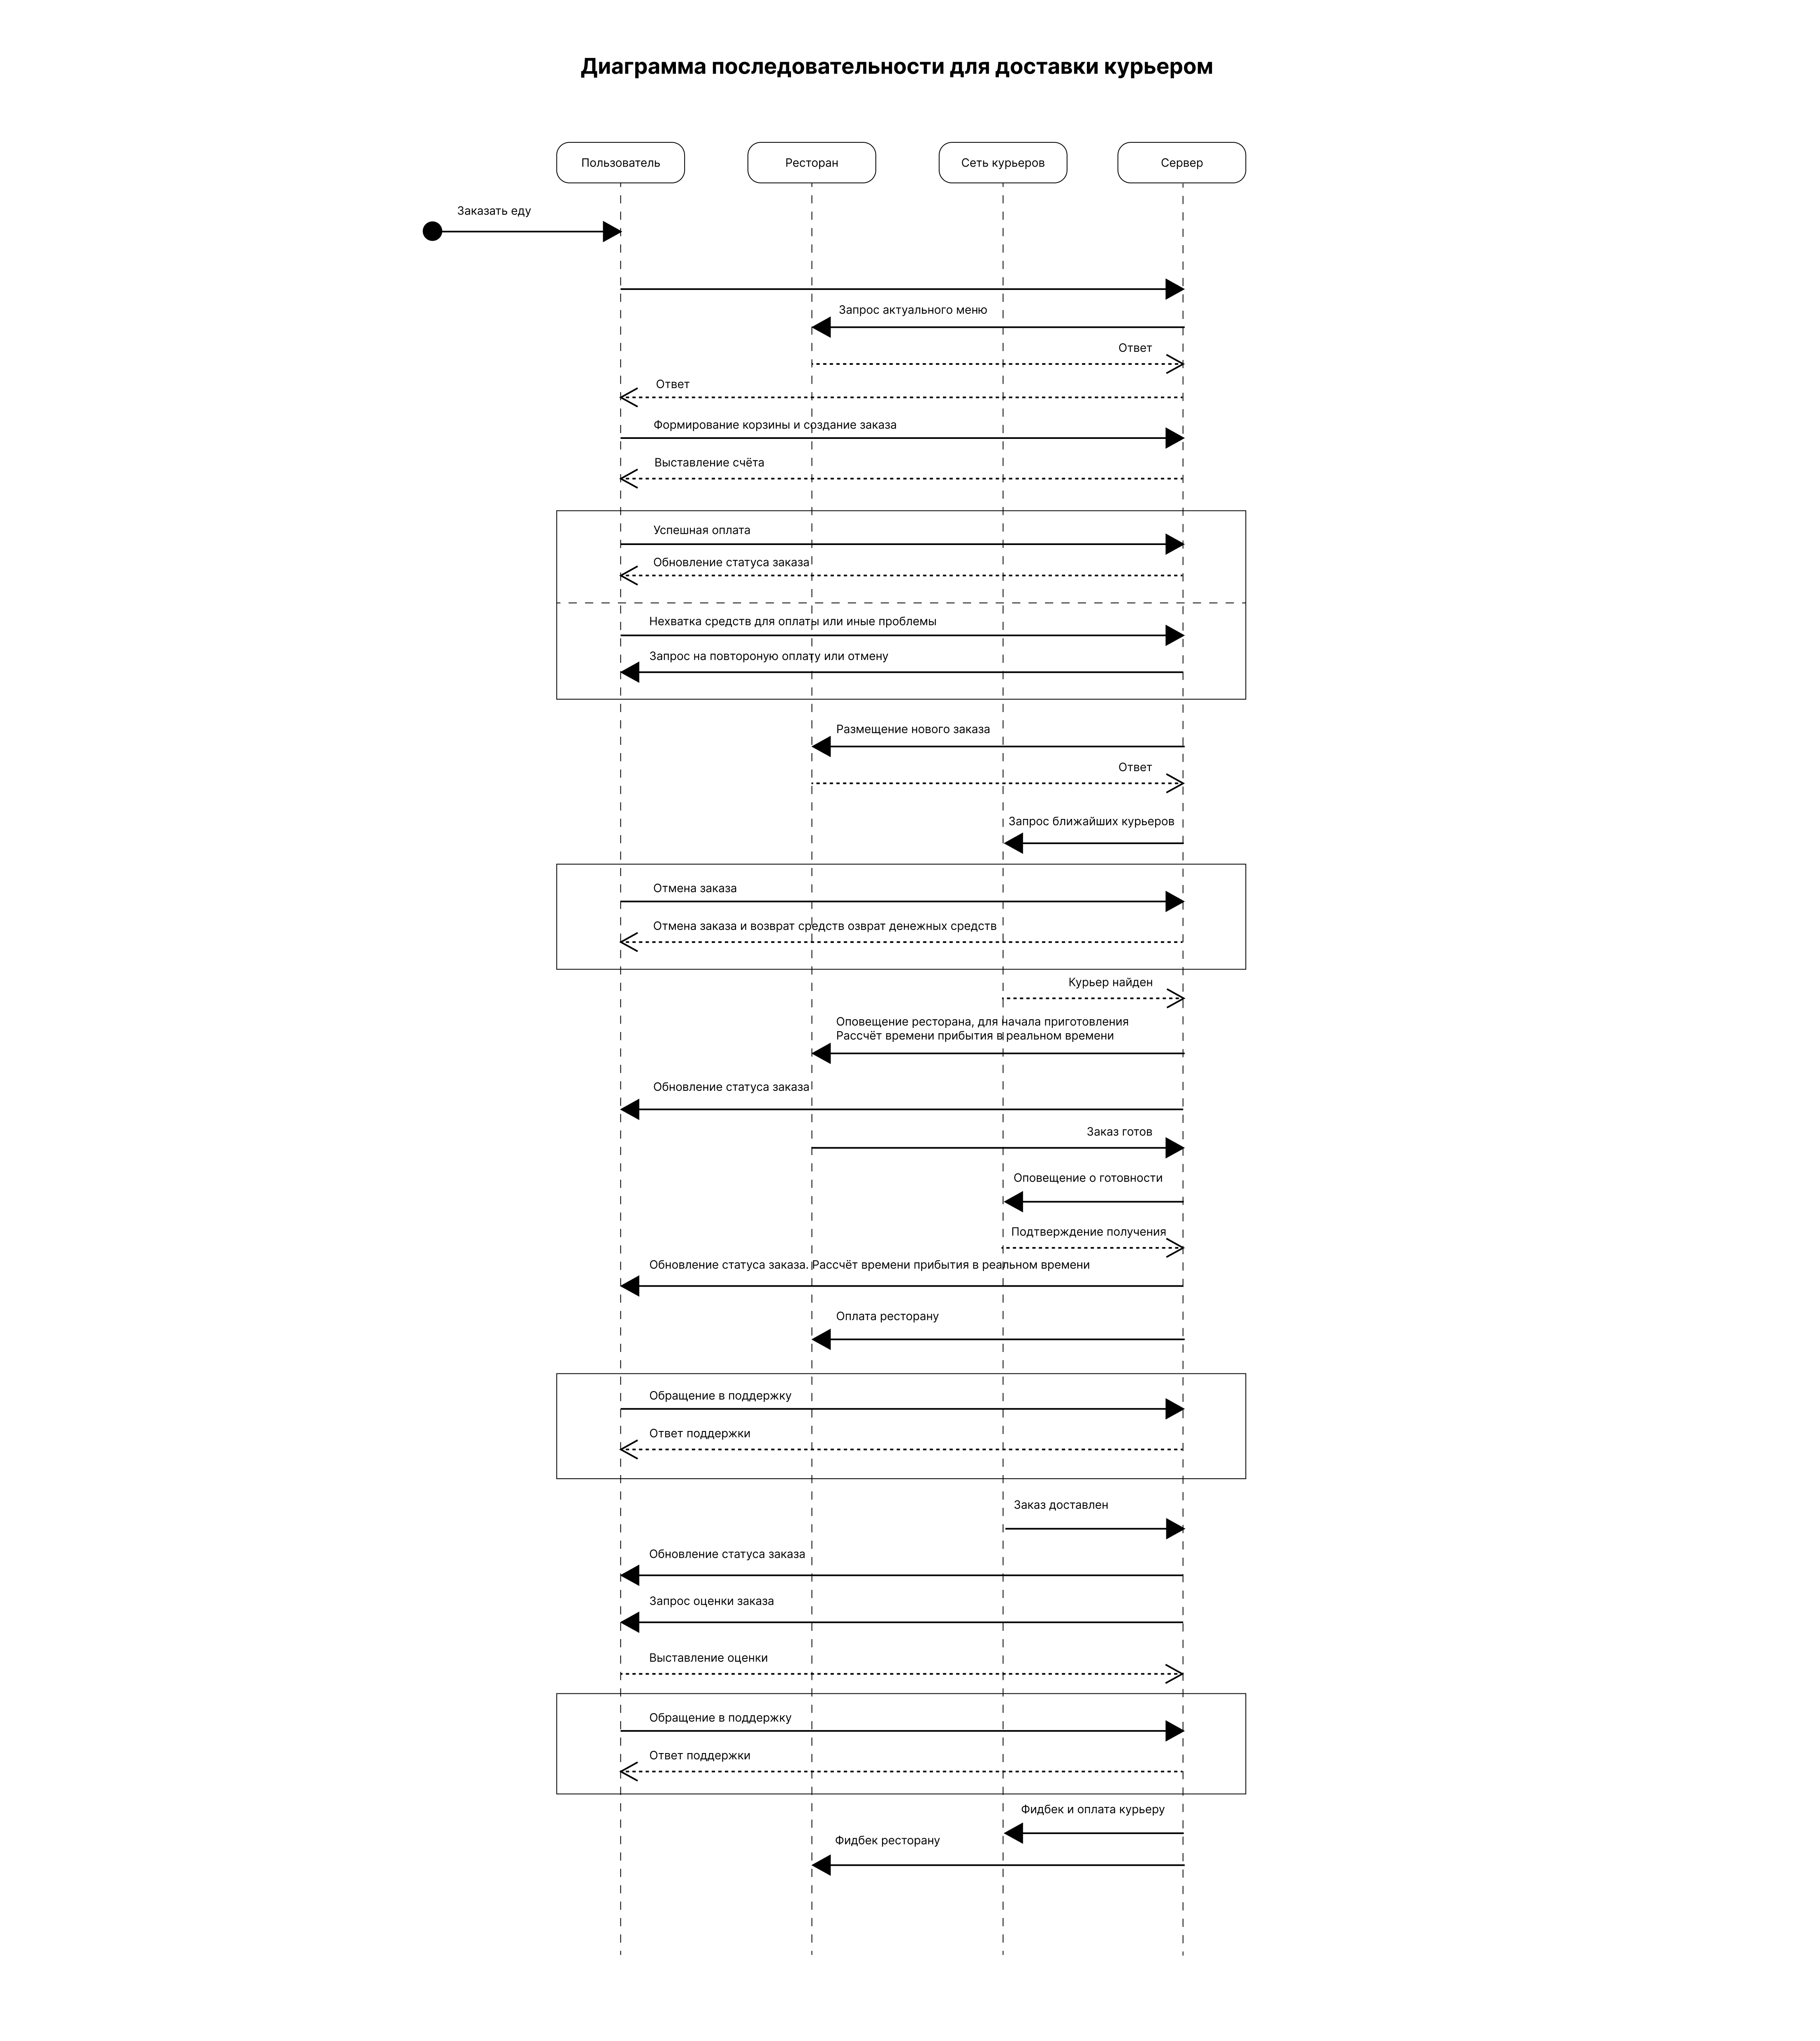 Диаграмма последовательности для доставки курьером
Пользователь
Ресторан
Сеть курьеров
Сервер
Заказать еду
Запрос актуального меню
Ответ
Ответ
Формирование корзины и создание заказа
Выставление счёта
Успешная оплата
Обновление статуса заказа
Нехватка средств для оплаты или иные проблемы
Запрос на повтороную оплату или отмену
Размещение нового заказа
Ответ
Запрос ближайших курьеров
Отмена заказа
Отмена заказа и возврат средств озврат денежных средств
Курьер найден
Оповещение ресторана, для начала приготовления
Рассчёт времени прибытия в реальном времени
Обновление статуса заказа
Заказ готов
Оповещение о готовности
Подтверждение получения
Обновление статуса заказа. Рассчёт времени прибытия в реальном времени
Оплата ресторану
Обращение в поддержку
Ответ поддержки
Заказ доставлен
Обновление статуса заказа
Запрос оценки заказа
Выставление оценки
Обращение в поддержку
Ответ поддержки
Фидбек и оплата курьеру
Фидбек ресторану